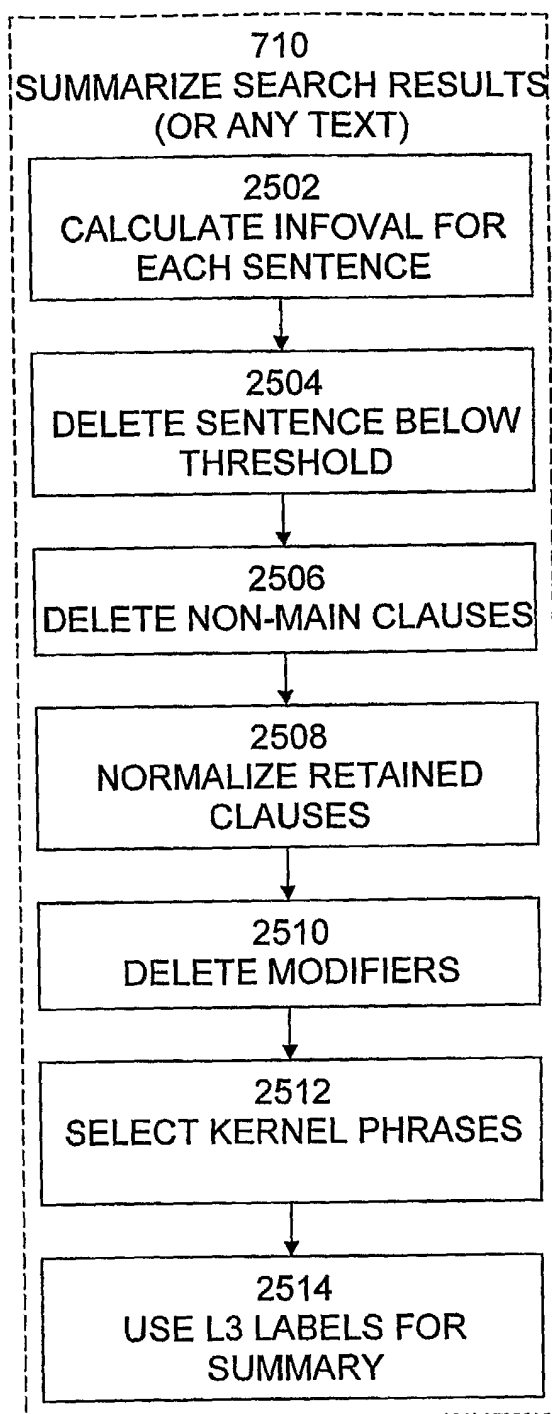 710
SUMMARIZE SEARCH RESULTS
(OR ANY TEXT)
2502
CALCULATE INFOVAL FOR
EACH SENTENCE
2504
DELETE SENTENCE BELOW
THRESHOLD
2506
DELETE NON-MAIN CLAUSES
2508
NORMALIZE RETAINED
CLAUSES
2510
DELETE MODIFIERS
2512
SELECT KERNEL PHRASES
2514
USE L3 LABELS FOR
SUMMARY